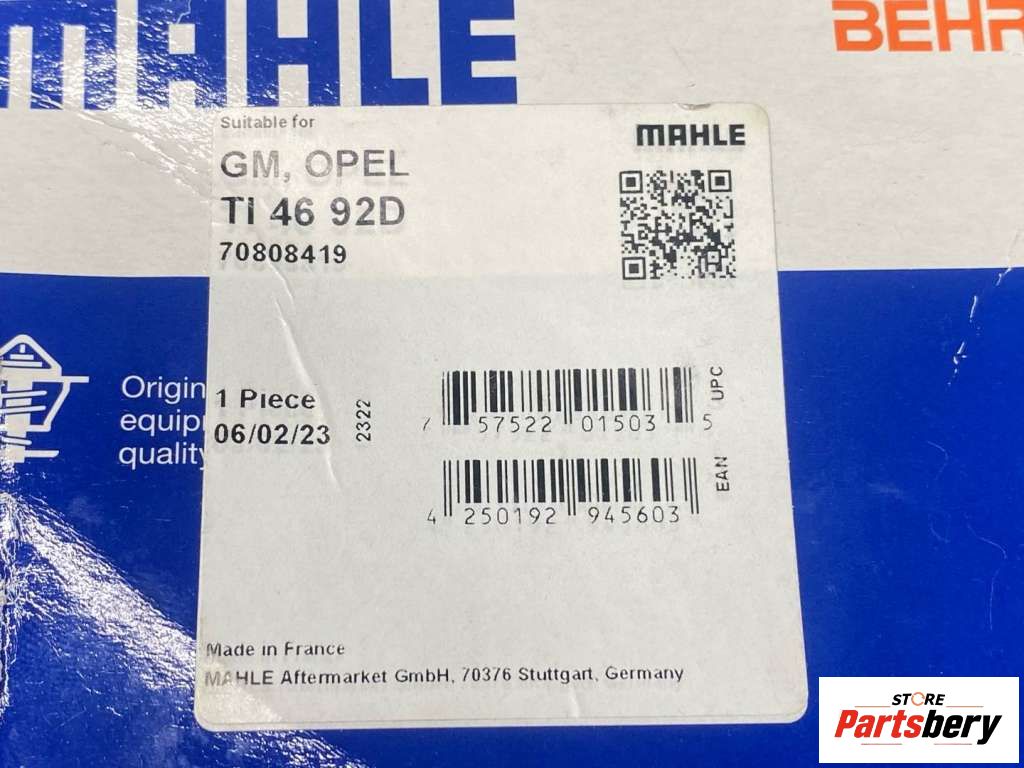 MAHLE
BEHR
Suitable for
MAHLE
GM, OPEL
TI 46 92D
70808419
Origin
equip
quality
1 Piece
06/02/23
2322
7 57522 01503 5
UPC
4 250192 945603
EAN
Made in France
MAHLE Aftermarket GmbH, 70376 Stuttgart, Germany
STORE
Partsbery